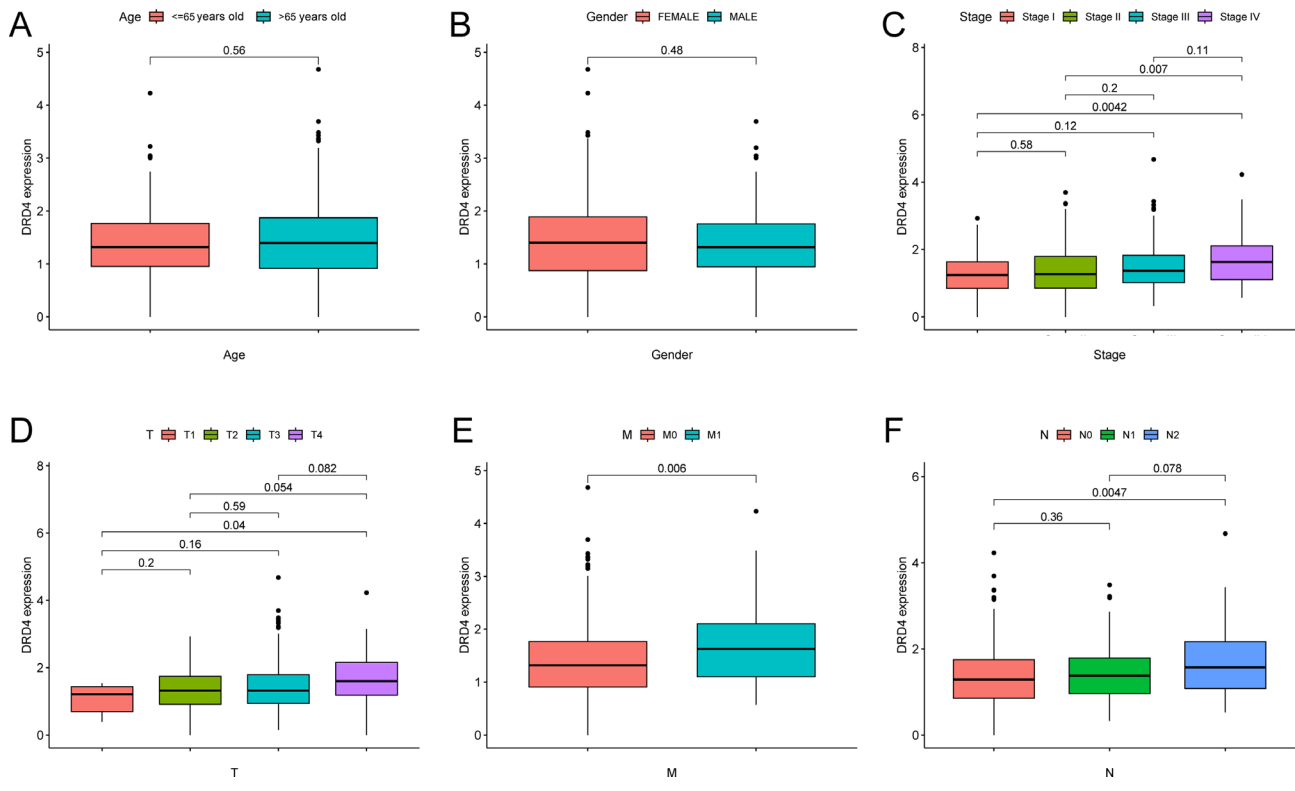 A
Age <=65 years old >65 years old
5
4
3
2
1
0
DRD4 expression
0.56
Age
B
Gender FEMALE MALE
5
4
3
2
1
0
DRD4 expression
0.48
Gender
C
Stage Stage I Stage II Stage III Stage IV
8
6
4
2
0
DRD4 expression
0.11
0.007
0.2
0.0042
0.12
0.58
Stage
D
T T1 T2 T3 T4
8
6
4
2
0
DRD4 expression
0.082
0.054
0.59
0.04
0.16
0.2
T
E
M M0 M1
5
4
3
2
1
0
DRD4 expression
0.006
M
F
N N0 N1 N2
6
4
2
0
DRD4 expression
0.078
0.0047
0.36
N